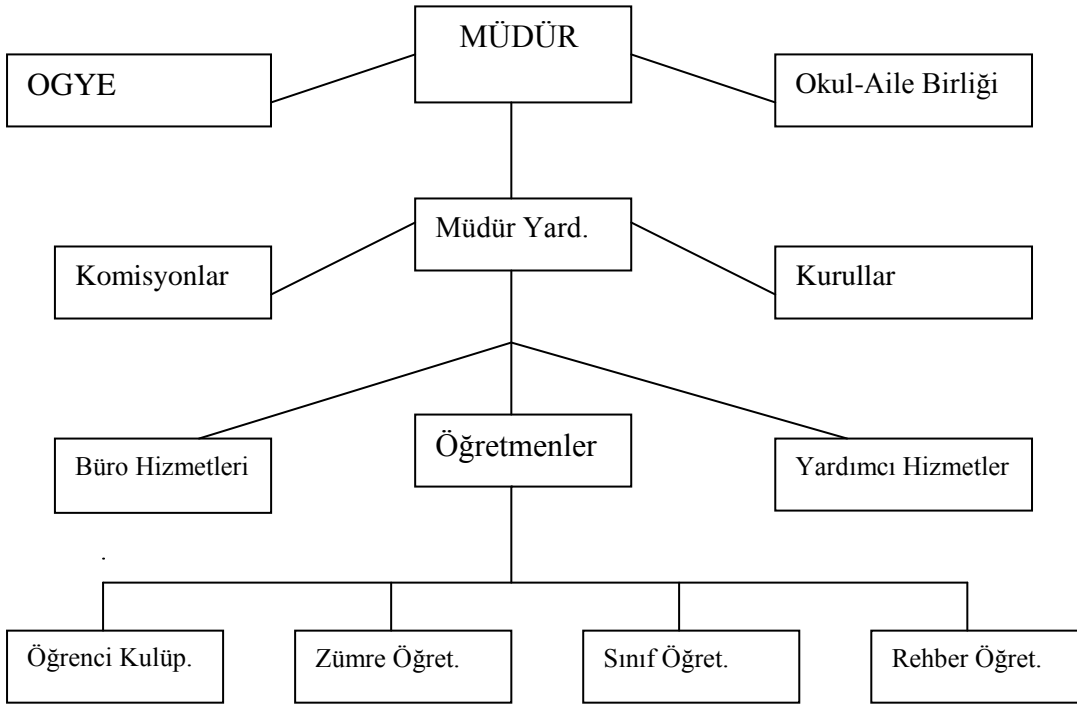 MÜDÜR
OGYE
Okul-Aile Birliği
Müdür Yard.
Komisyonlar
Kurullar
Büro Hizmetleri
Öğretmenler
Yardımcı Hizmetler
.
Öğrenci Kulüp.
Zümre Öğret.
Sınıf Öğret.
Rehber Öğret.